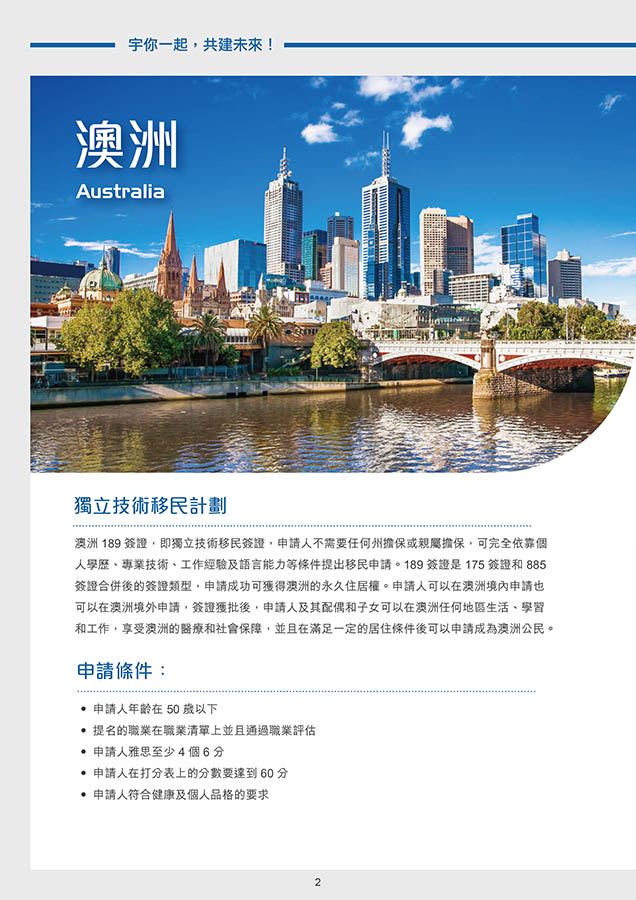 宇你一起，共建未來！
澳洲
Australia
獨立技術移民計劃
澳洲 189 簽證，即獨立技術移民簽證，申請人不需要任何州擔保或親屬擔保，可完全依靠個
人學歷、專業技術、工作經驗及語言能力等條件提出移民申請。189 簽證是 175 簽證和 885
簽證合併後的簽證類型，申請成功可獲得澳洲的永久住居權。申請人可以在澳洲境內申請也
可以在澳洲境外申請，簽證獲批後，申請人及其配偶和子女可以在澳洲任何地區生活、學習
和工作，享受澳洲的醫療和社會保障，並且在滿足一定的居住條件後可以申請成為澳洲公民。
申請條件：
• 申請人年齡在 50 歲以下
• 提名的職業在職業清單上並且通過職業評估
• 申請人雅思至少 4 個 6 分
• 申請人在打分表上的分數要達到 60 分
• 申請人符合健康及個人品格的要求
2